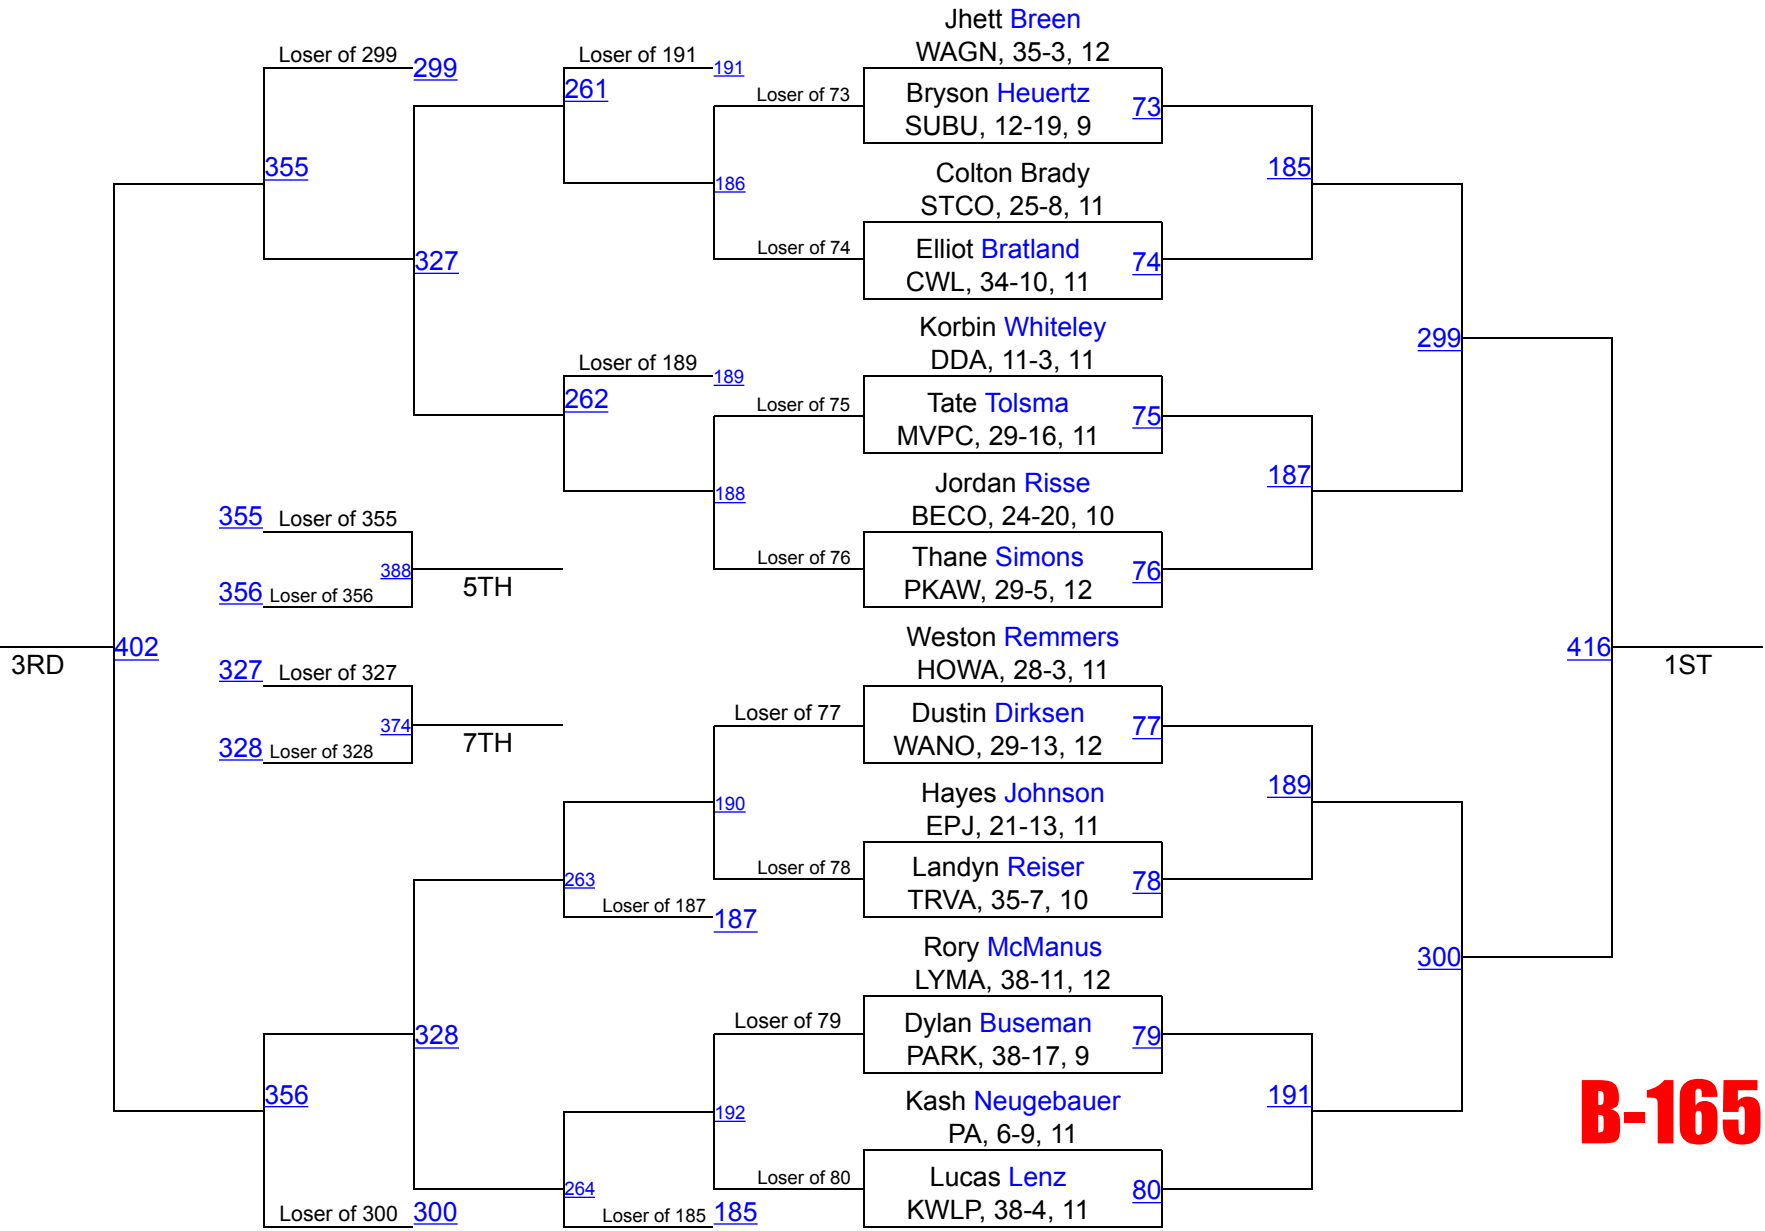 Jhett Breen
WAGN, 35-3, 12
Loser of 299 299
Loser of 191 191
261
Loser of 73
Bryson Heuertz
SUBU, 12-19, 9
73
355
186
Colton Brady
STCO, 25-8, 11
185
327
Loser of 74
Elliot Bratland
CWL, 34-10, 11
74
Korbin Whiteley
DDA, 11-3, 11
299
Loser of 189 189
262
Loser of 75
Tate Tolsma
MVPC, 29-16, 11
75
188
Jordan Risse
BECO, 24-20, 10
187
355 Loser of 355
388
5TH
356 Loser of 356
Loser of 76
Thane Simons
PKAW, 29-5, 12
76
Weston Remmers
HOWA, 28-3, 11
3RD
402
416
1ST
327 Loser of 327
374
7TH
328 Loser of 328
Loser of 77
Dustin Dirksen
WANO, 29-13, 12
77
190
Hayes Johnson
EPJ, 21-13, 11
189
263
Loser of 187 187
Loser of 78
Landyn Reiser
TRVA, 35-7, 10
78
Rory McManus
LYMA, 38-11, 12
300
328
Loser of 79
Dylan Buseman
PARK, 38-17, 9
79
356
192
Kash Neugebauer
PA, 6-9, 11
191
B-165
264
Loser of 80
Lucas Lenz
KWLP, 38-4, 11
80
Loser of 300 300
Loser of 185 185